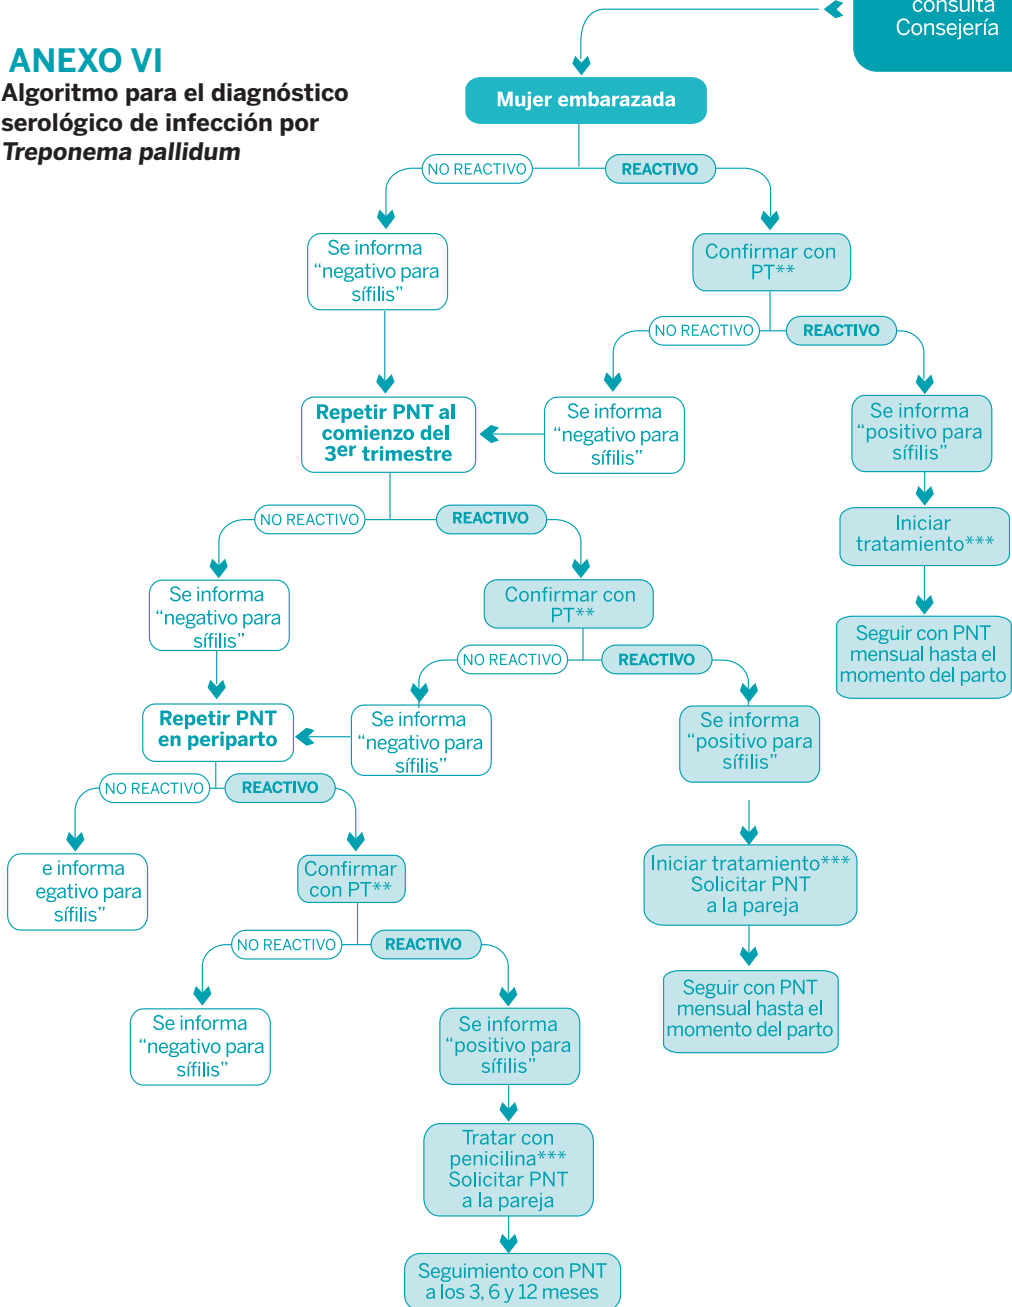 consulta
Consejería
ANEXO VI
Algoritmo para el diagnóstico
serológico de infección por
Treponema pallidum
Mujer embarazada
NO REACTIVO
REACTIVO
Se informa
“negativo para
sífilis”
Confirmar con
PT**
NO REACTIVO
REACTIVO
Repetir PNT al
comienzo del
3er trimestre
Se informa
“negativo para
sífilis”
Se informa
“positivo para
sífilis”
Iniciar
tratamiento***
Seguir con PNT
mensual hasta el
momento del parto
NO REACTIVO
REACTIVO
Se informa
“negativo para
sífilis”
Confirmar con
PT**
NO REACTIVO
REACTIVO
Repetir PNT
en periparto
Se informa
“negativo para
sífilis”
Se informa
“positivo para
sífilis”
Iniciar tratamiento***
Solicitar PNT
a la pareja
Seguir con PNT
mensual hasta el
momento del parto
NO REACTIVO
REACTIVO
e informa
egativo para
sífilis”
Confirmar
con PT**
NO REACTIVO
REACTIVO
Se informa
“negativo para
sífilis”
Se informa
“positivo para
sífilis”
Tratar con
penicilina***
Solicitar PNT
a la pareja
Seguimiento con PNT
a los 3, 6 y 12 meses